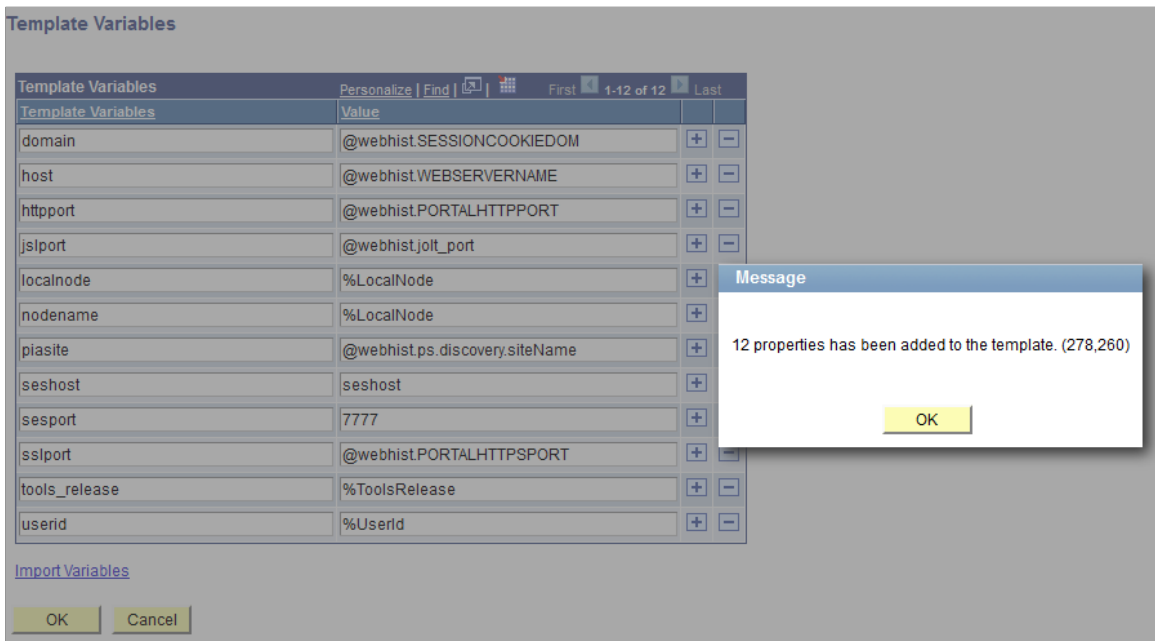 Template Variables
Template Variables Personalize | Find | | First 1-12 of 12 Last
Template Variables Value
domain @webhist.SESSIONCOOKIEDOM
host @webhist.WEBSERVERNAME
httpport @webhist.PORTALHTTPPORT
jslport @webhist.jolt_port
localnode %LocalNode
nodename %LocalNode
piasite @webhist.ps.discovery.siteName
seshost seshost
sesport 7777
sslport @webhist.PORTALHTTPSPORT
tools_release %ToolsRelease
userid %UserId
Import Variables
OK Cancel
Message
12 properties has been added to the template. (278,260)
OK